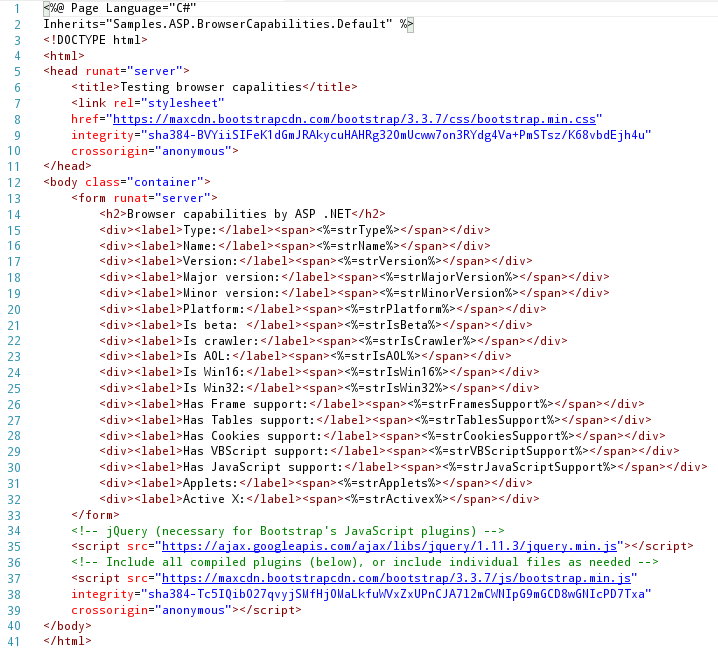 1 <%@ Page Language="C#"
2 Inherits="Samples.ASP.BrowserCapabilities.Default" %>
3 <!DOCTYPE html>
4 <html>
5 <head runat="server">
6 <title>Testing browser capalities</title>
7 <link rel="stylesheet"
8 href="https://maxcdn.bootstrapcdn.com/bootstrap/3.3.7/css/bootstrap.min.css"
9 integrity="sha384-BVYiiSIFeK1dGmJRAkycuHAHRg32OmUcww7on3RYdg4Va+PmSTsz/K68vbdEjh4u"
10 crossorigin="anonymous">
11 </head>
12 <body class="container">
13 <form runat="server">
14 <h2>Browser capabilities by ASP .NET</h2>
15 <div><label>Type:</label><span><%=strType%></span></div>
16 <div><label>Name:</label><span><%=strName%></span></div>
17 <div><label>Version:</label><span><%=strVersion%></span></div>
18 <div><label>Major version:</label><span><%=strMajorVersion%></span></div>
19 <div><label>Minor version:</label><span><%=strMinorVersion%></span></div>
20 <div><label>Platform:</label><span><%=strPlatform%></span></div>
21 <div><label>Is beta: </label><span><%=strIsBeta%></span></div>
22 <div><label>Is crawler:</label><span><%=strIsCrawler%></span></div>
23 <div><label>Is AOL:</label><span><%=strIsAOL%></span></div>
24 <div><label>Is Win16:</label><span><%=strIsWin16%></span></div>
25 <div><label>Is Win32:</label><span><%=strIsWin32%></span></div>
26 <div><label>Has Frame support:</label><span><%=strFramesSupport%></span></div>
27 <div><label>Has Tables support:</label><span><%=strTablesSupport%></span></div>
28 <div><label>Has Cookies support:</label><span><%=strCookiesSupport%></span></div>
29 <div><label>Has VBScript support:</label><span><%=strVBScriptSupport%></span></div>
30 <div><label>Has JavaScript support:</label><span><%=strJavaScriptSupport%></span></div>
31 <div><label>Applets:</label><span><%=strApplets%></span></div>
32 <div><label>Active X:</label><span><%=strActivex%></span></div>
33 </form>
34 <!-- jQuery (necessary for Bootstrap's JavaScript plugins) -->
35 <script src="https://ajax.googleapis.com/ajax/libs/jquery/1.11.3/jquery.min.js"></script>
36 <!-- Include all compiled plugins (below), or include individual files as needed -->
37 <script src="https://maxcdn.bootstrapcdn.com/bootstrap/3.3.7/js/bootstrap.min.js"
38 integrity="sha384-Tc5IQib027qvyjSMfHjOMaLkfuWVxZxUPnCJA7l2mCWNIpG9mGCD8wGNIcPD7Txa"
39 crossorigin="anonymous"></script>
40 </body>
41 </html>